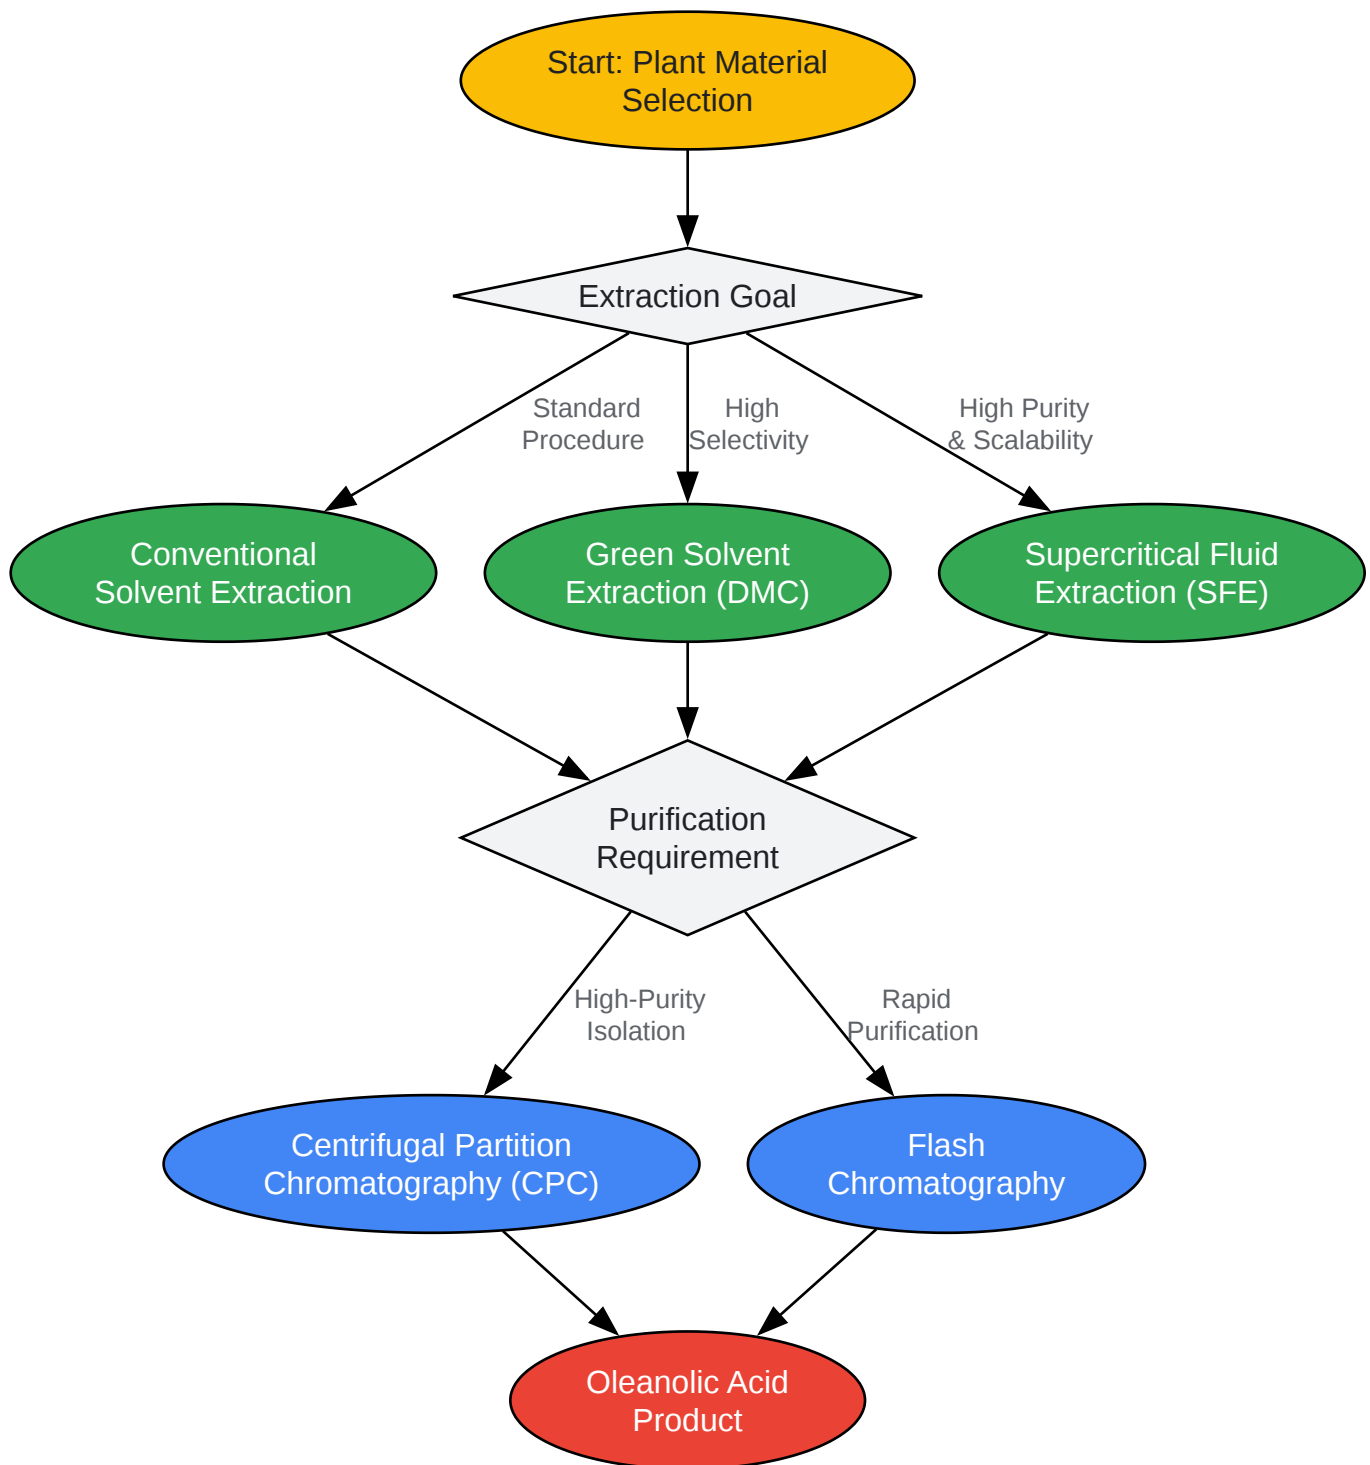 Start: Plant Material
Selection
Extraction Goal
Standard
Procedure
High
Selectivity
High Purity
& Scalability
Conventional
Solvent Extraction
Green Solvent
Extraction (DMC)
Supercritical Fluid
Extraction (SFE)
Purification
Requirement
High-Purity
Isolation
Rapid
Purification
Centrifugal Partition
Chromatography (CPC)
Flash
Chromatography
Oleanolic Acid
Product